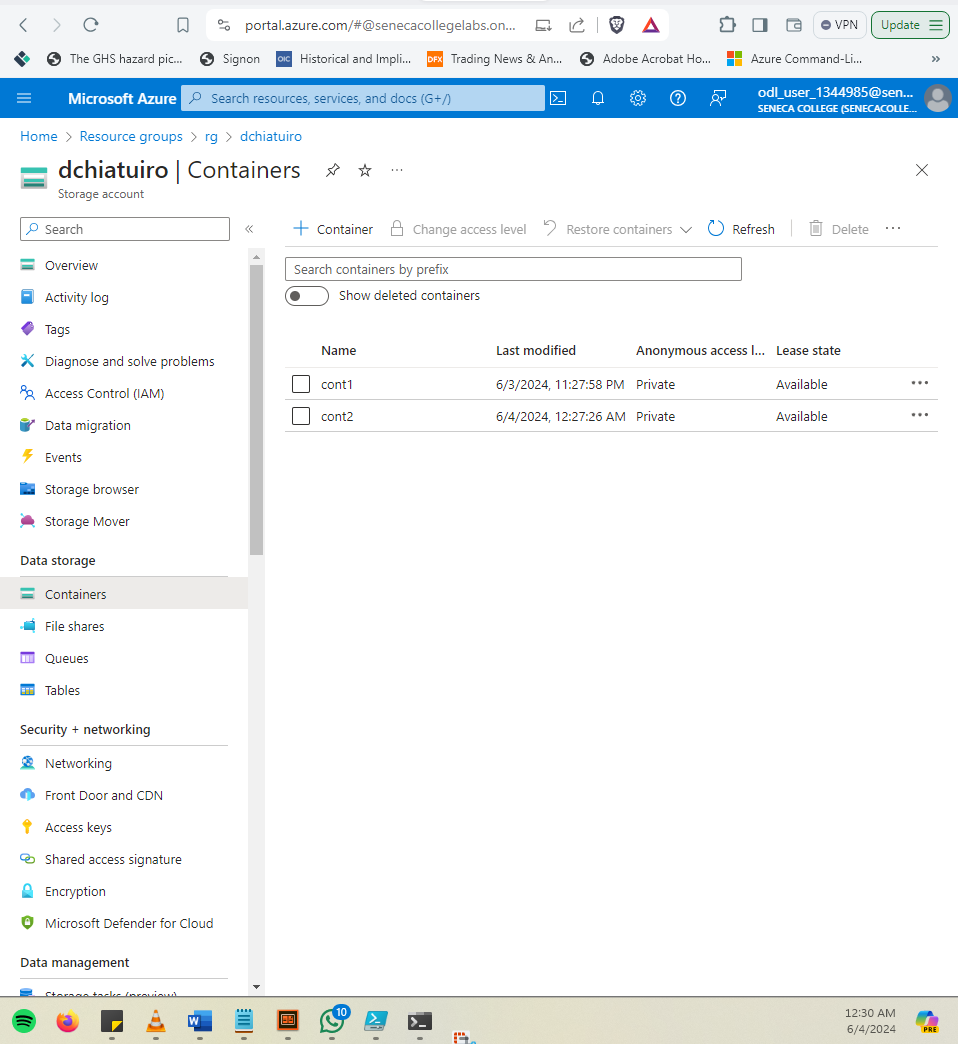 portal.azure.com/#@senecacollegelabs.on...
VPN
Update
The GHS hazard pic...
Signon
OIC
Historical and Impli...
DFX
Trading News & An...
Adobe Acrobat Ho...
Azure Command-Li...
»
Microsoft Azure
Search resources, services, and docs (G+/)
odl_user_1344985@sen...
SENECA COLLEGE (SENECACOLLE...
Home > Resource groups > rg > dchiatuiro
dchiatuiro | Containers
...
Storage account
Search
«
Container
Change access level
Restore containers
Refresh
Delete
...
Search containers by prefix
Show deleted containers
Name Last modified Anonymous access l... Lease state
cont1 6/3/2024, 11:27:58 PM Private Available ...
cont2 6/4/2024, 12:27:26 AM Private Available ...
Overview
Activity log
Tags
Diagnose and solve problems
Access Control (IAM)
Data migration
Events
Storage browser
Storage Mover
Data storage
Containers
File shares
Queues
Tables
Security + networking
Networking
Front Door and CDN
Access keys
Shared access signature
Encryption
Microsoft Defender for Cloud
Data management
Storage tasks (preview)
10
12:30 AM
6/4/2024
PRE